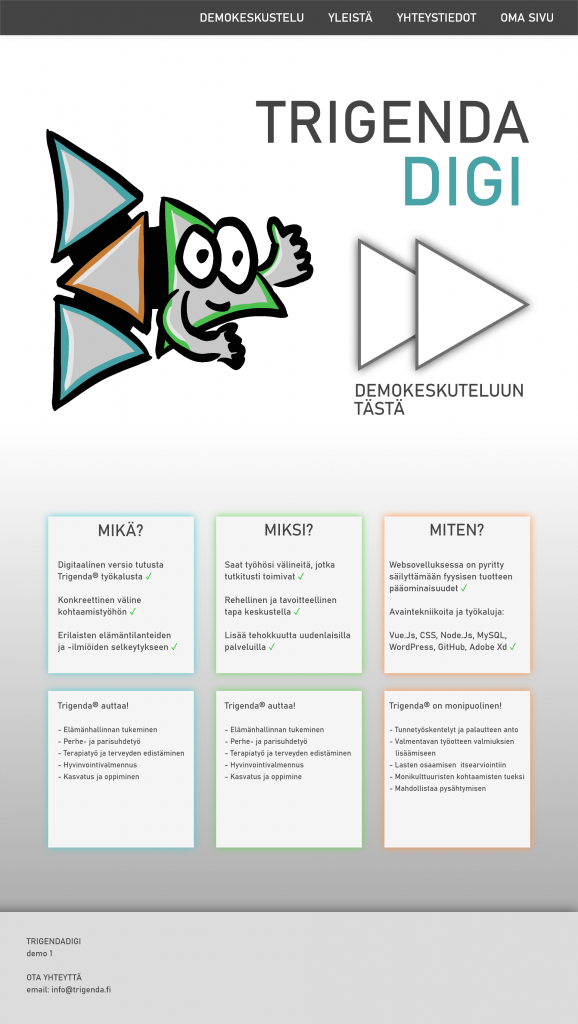 DEMOKESKUSTELU YLEISTÄ YHTEYSTIEDOT OMA SIVU
TRIGENDA
DIGI
DEMOKESKUTELUUN
TÄSTÄ
MIKÄ?
Digitaalinen versio tutusta
Trigenda® työkalusta ✓
Konkreettinen väline
kohtaamistyöhön ✓
Erilaisten elämäntilanteiden
ja -ilmiöiden selkeytykseen ✓
MIKSI?
Saat työhösi välineitä, jotka
tutkitusti toimivat ✓
Rehellinen ja tavoitteellinen
tapa keskustella ✓
Lisää tehokkuutta uudenlaisilla
palveluilla ✓
MITEN?
Websovelluksessa on pyritty
säilyttämään fyysisen tuotteen
pääominaisuudet ✓
Avaintekniikoita ja työkaluja:
Vue.Js, CSS, Node.Js, MySQL,
WordPress, GitHub, Adobe Xd ✓
Trigenda® auttaa!
- Elämänhallinnan tukeminen
- Perhe- ja parisuhdetyö
- Terapiatyö ja terveyden edistäminen
- Hyvinvointivalmennus
- Kasvatus ja oppiminen
Trigenda® auttaa!
- Elämänhallinnan tukeminen
- Perhe- ja parisuhdetyö
- Terapiatyö ja terveyden edistäminen
- Hyvinvointivalmennus
- Kasvatus ja oppimine
Trigenda® on monipuolinen!
- Tunnetyöskentelyt ja palautteen anto
- Valmentavan työotteen valmiuksien
lisäämiseen
- Lasten osaamisen itsearviointiin
- Monikulttuuristen kohtaamisten tueksi
- Mahdollistaa pysähtymisen
TRIGENDADIGI
demo 1
OTA YHTEYTTÄ
email: info@trigenda.fi